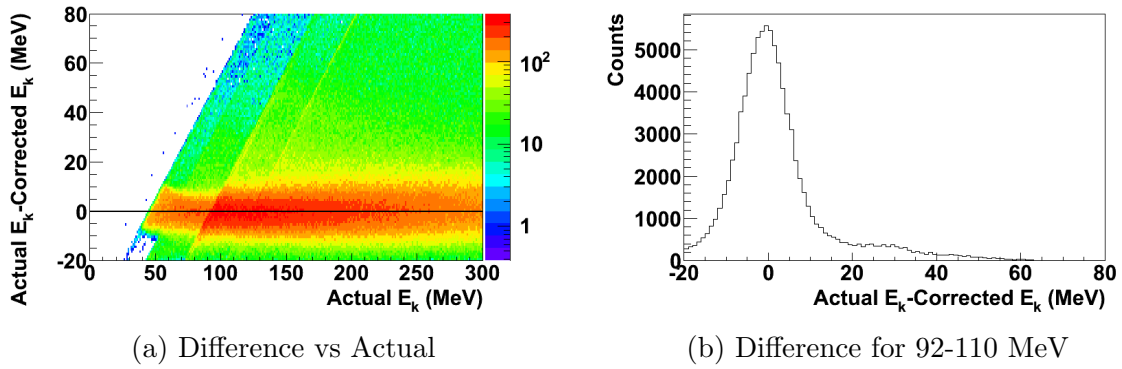 Actual E_k-Corrected E_k (MeV)
80
60
40
20
0
-20
0 50 100 150 200 250 300
Actual E_k (MeV)
10^2
10
1
(a) Difference vs Actual
Counts
5000
4000
3000
2000
1000
0
-20 0 20 40 60 80
Actual E_k-Corrected E_k (MeV)
(b) Difference for 92-110 MeV